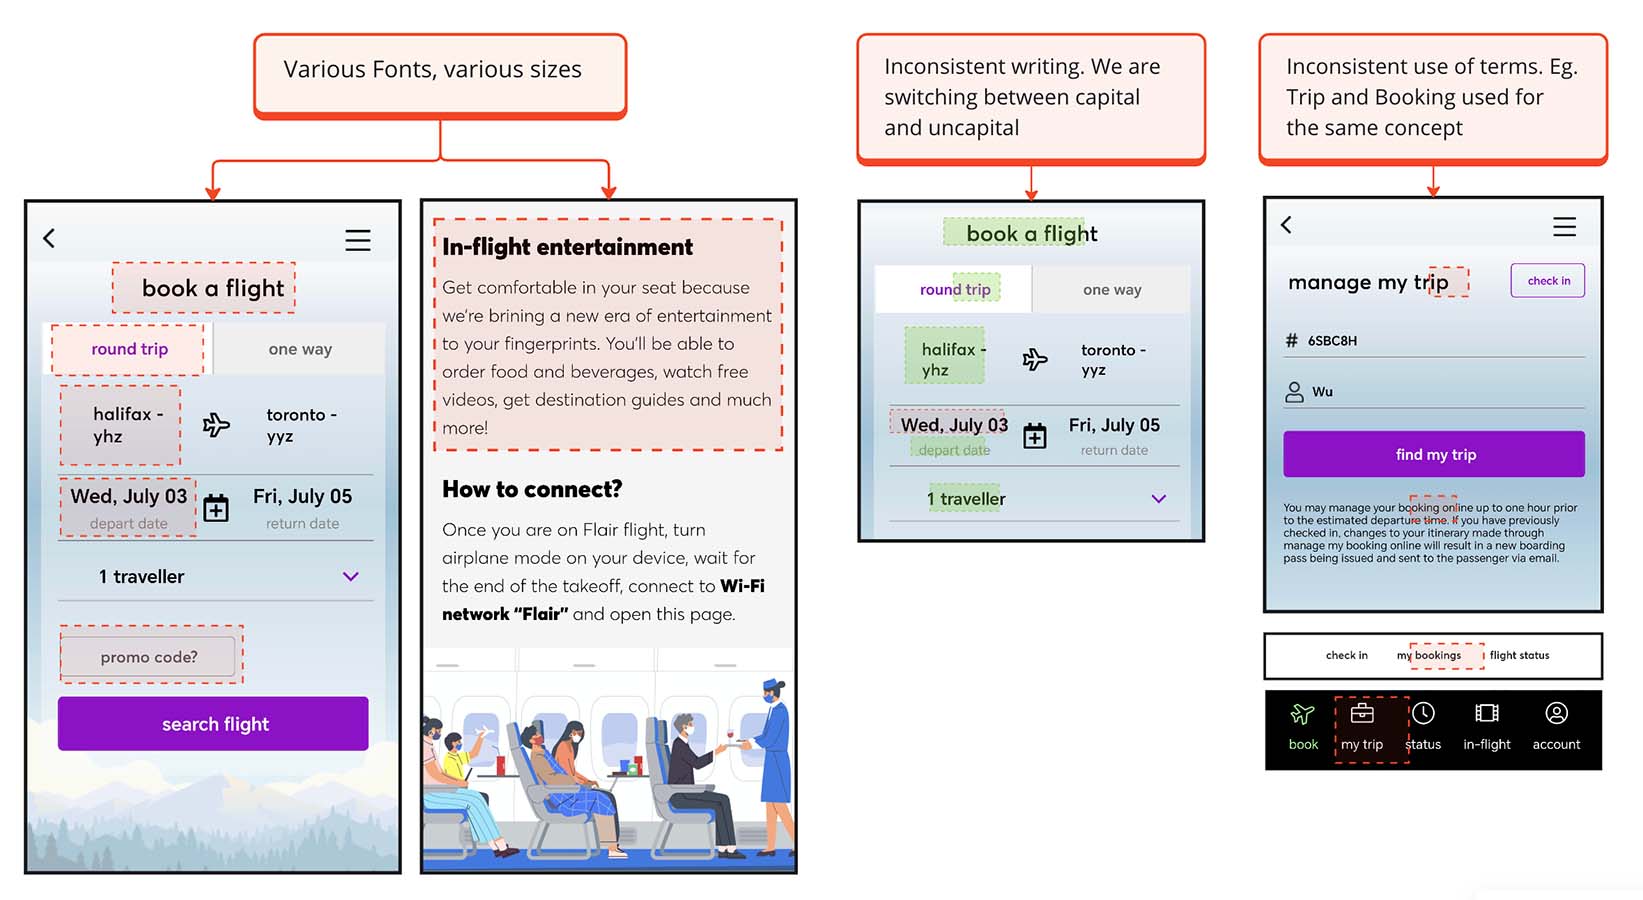 Various Fonts, various sizes
Inconsistent writing. We are
switching between capital
and uncapital
Inconsistent use of terms. Eg.
Trip and Booking used for
the same concept
book a flight
round trip
one way
halifax -
yhz
toronto -
yyz
Wed, July 03
Fri, July 05
depart date
return date
1 traveller
promo code?
search flight
In-flight entertainment
Get comfortable in your seat because
we’re brining a new era of entertainment
to your fingerprints. You’ll be able to
order food and beverages, watch free
videos, get destination guides and much
more!
How to connect?
Once you are on Flair flight, turn
airplane mode on your device, wait for
the end of the takeoff, connect to Wi-Fi
network “Flair” and open this page.
book a flight
round trip
one way
halifax -
yhz
toronto -
yyz
Wed, July 03
Fri, July 05
depart date
return date
1 traveller
manage my trip
check in
# 6SBC8H
Wu
find my trip
You may manage your booking online up to one hour prior
to the estimated departure time. If you have previously
checked in, changes to your itinerary made through
manage my booking online will result in a new boarding
pass being issued and sent to the passenger via email.
check in
my bookings
flight status
book
my trip
status
in-flight
account